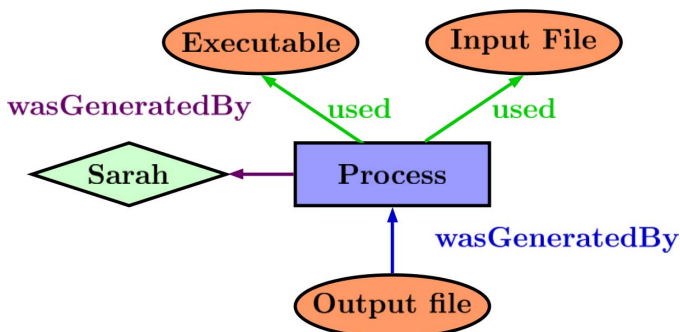 Executable
Input File
wasGeneratedBy
used
used
Sarah
Process
wasGeneratedBy
Output file